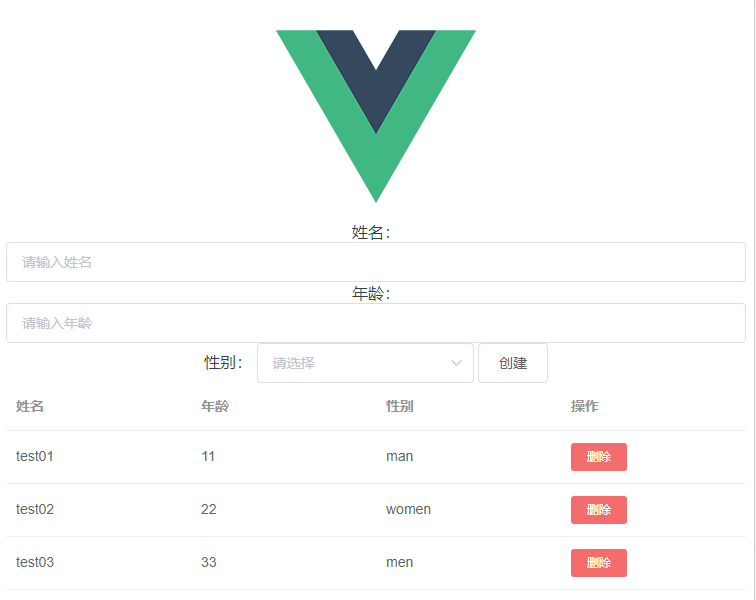 姓名：
请输入姓名
年龄：
请输入年龄
性别： 请选择 创建
姓名 年龄 性别 操作
test01 11 man 删除
test02 22 women 删除
test03 33 men 删除